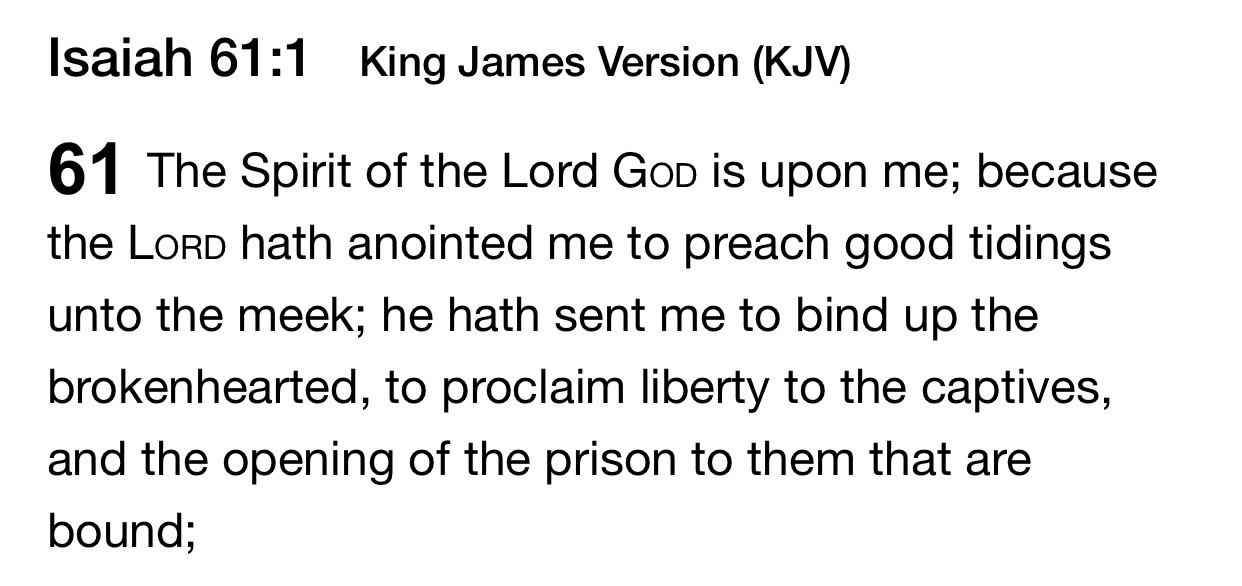 Isaiah 61:1 King James Version (KJV)
61 The Spirit of the Lord GOD is upon me; because
the LORD hath anointed me to preach good tidings
unto the meek; he hath sent me to bind up the
brokenhearted, to proclaim liberty to the captives,
and the opening of the prison to them that are
bound;